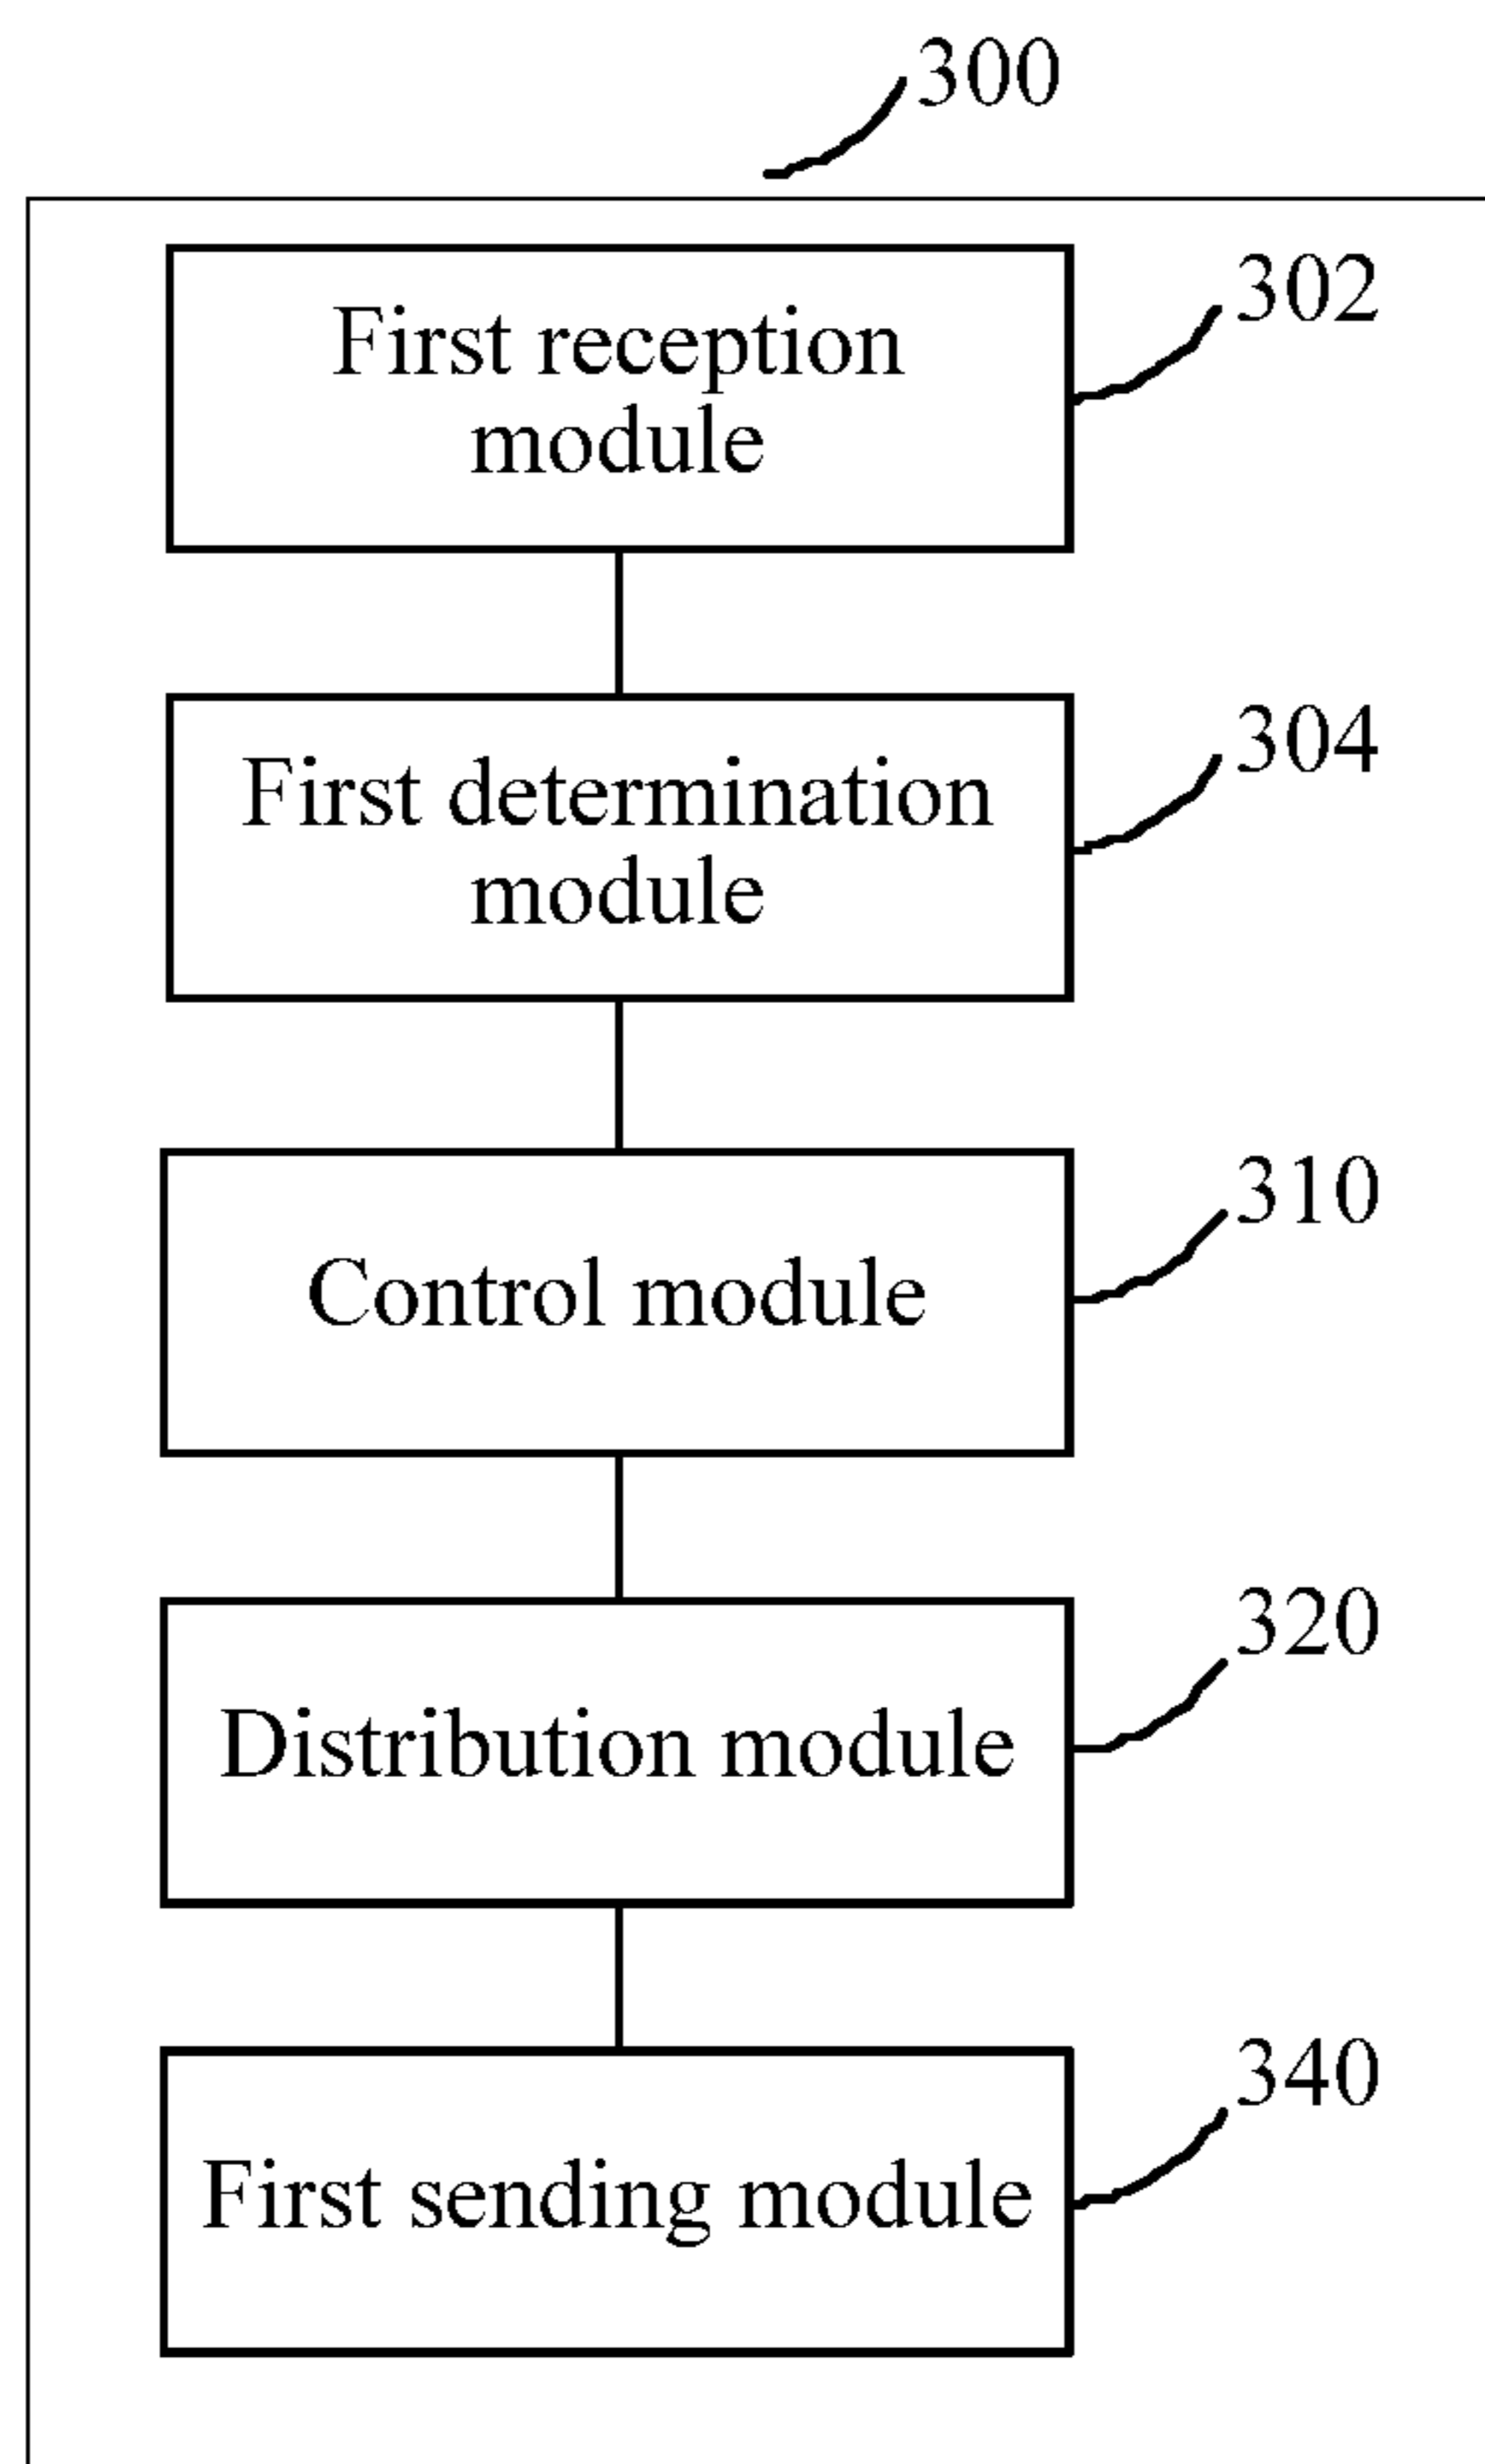 300
302
First reception
module
304
First determination
module
310
Control module
320
Distribution module
340
First sending module